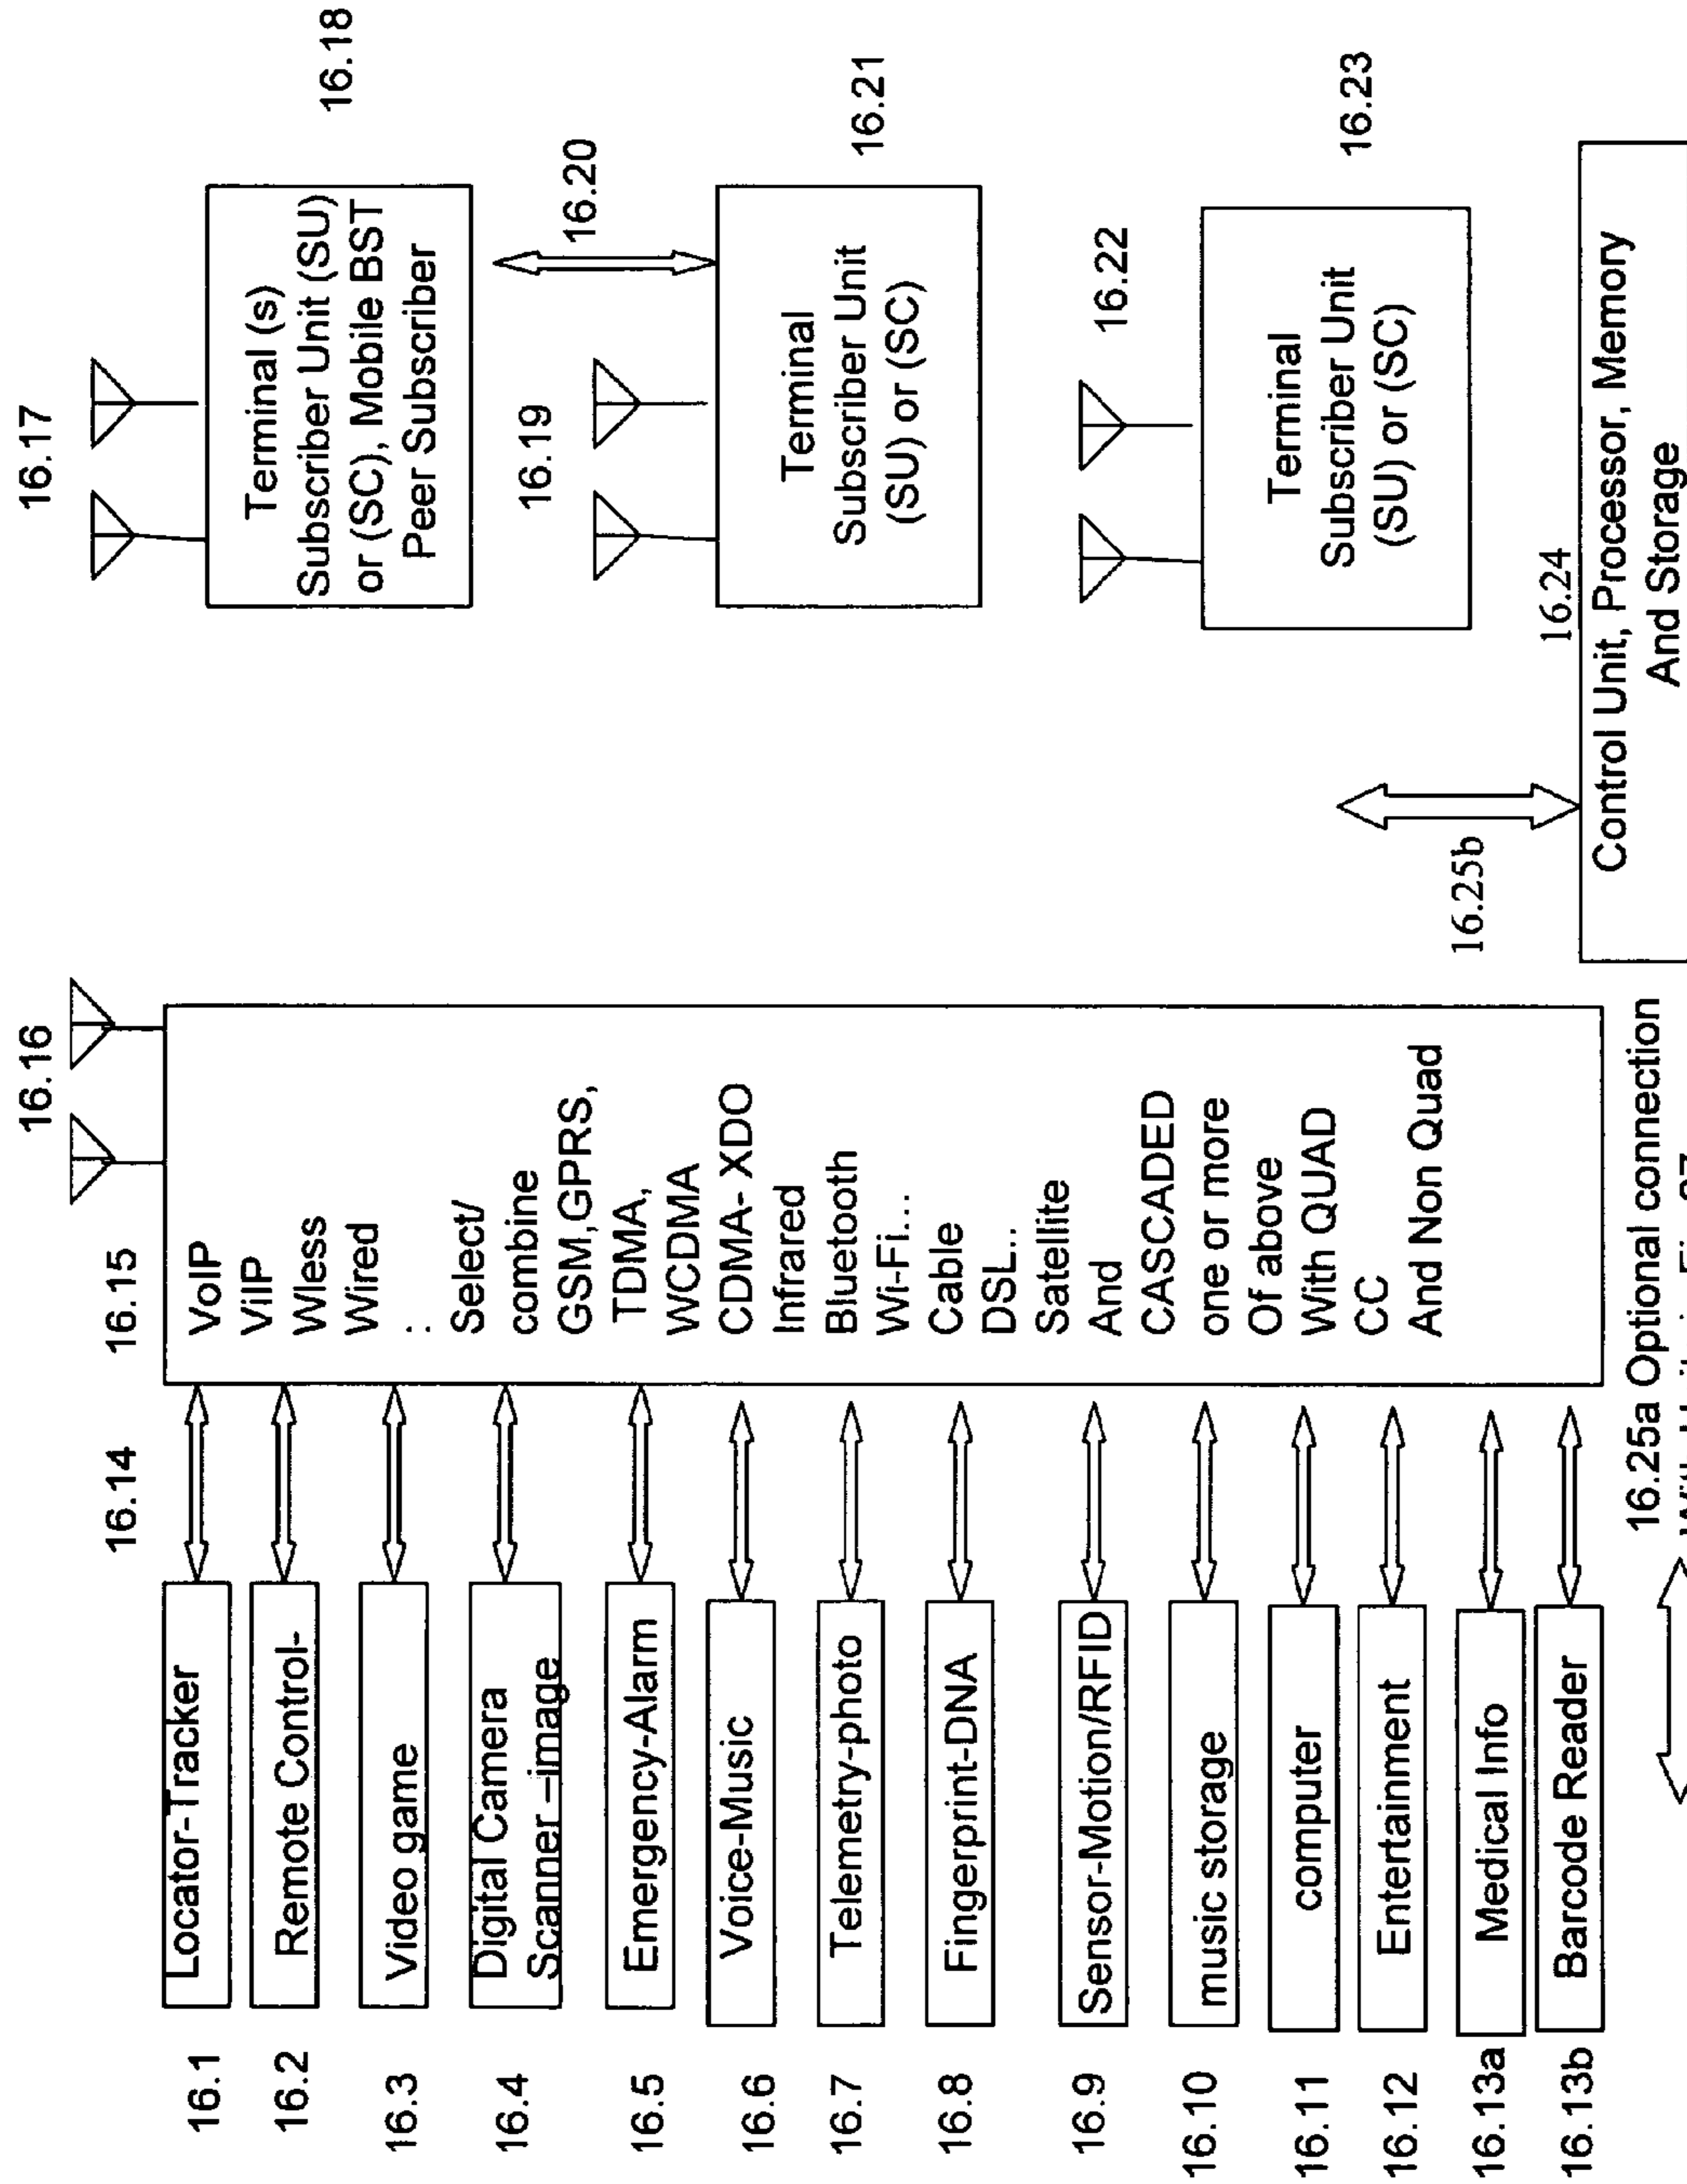 16.1
Locator-Tracker
16.2
Remote Control-
16.3
Video game
16.4
Digital Camera
Scanner –image
16.5
Emergency-Alarm
16.6
Voice-Music
16.7
Telemetry-photo
16.8
Fingerprint-DNA
16.9
Sensor-Motion/RFID
16.10
music storage
16.11
computer
16.12
Entertainment
16.13a
Medical Info
16.13b
Barcode Reader
16.14
16.15
16.16
VoIP
ViIP
Wless
Wired
:
Select/
combine
GSM,GPRS,
TDMA,
WCDMA
CDMA- XDO
Infrared
Bluetooth
Wi-Fi...
Cable
DSL..
Satellite
And
CASCADED
one or more
Of above
With QUAD
CC
And Non Quad
16.25a Optional connection
16.17
Terminal (s)
Subscriber Unit (SU)
or (SC), Mobile BST
Peer Subscriber
16.18
16.19
16.20
Terminal
Subscriber Unit
(SU) or (SC)
16.21
16.22
Terminal
Subscriber Unit
(SU) or (SC)
16.23
16.25b
16.24
Control Unit, Processor, Memory
And Storage